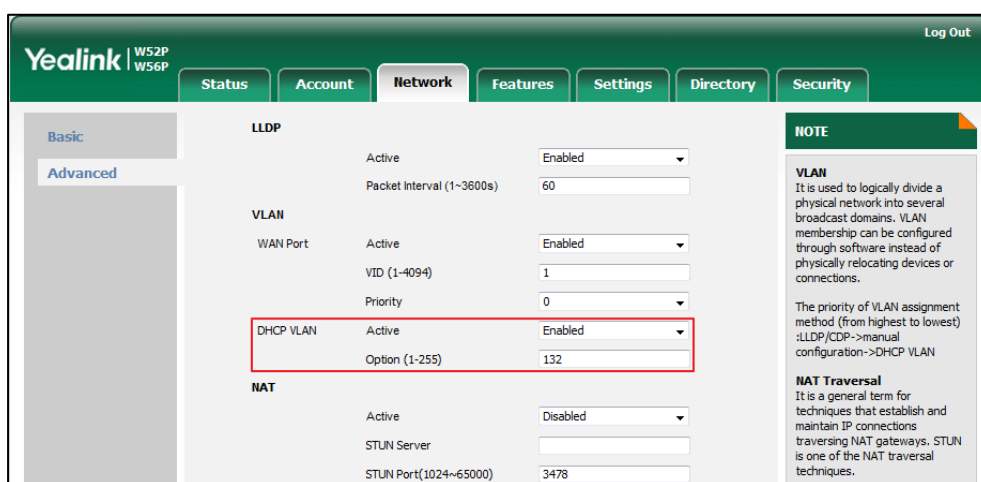 Log Out
Yealink | W52P
W56P
Status Account Network Features Settings Directory Security
Basic
Advanced
LLDP
Active Enabled
Packet Interval (1~3600s) 60
VLAN
WAN Port Active Enabled
VID (1-4094) 1
Priority 0
DHCP VLAN Active Enabled
Option (1-255) 132
NAT
Active Disabled
STUN Server
STUN Port(1024~65000) 3478
NOTE
VLAN
It is used to logically divide a
physical network into several
broadcast domains. VLAN
membership can be configured
through software instead of
physically relocating devices or
connections.
The priority of VLAN assignment
method (from highest to lowest)
:LLDP/CDP->manual
configuration->DHCP VLAN
NAT Traversal
It is a general term for
techniques that establish and
maintain IP connections
traversing NAT gateways. STUN
is one of the NAT traversal
techniques.